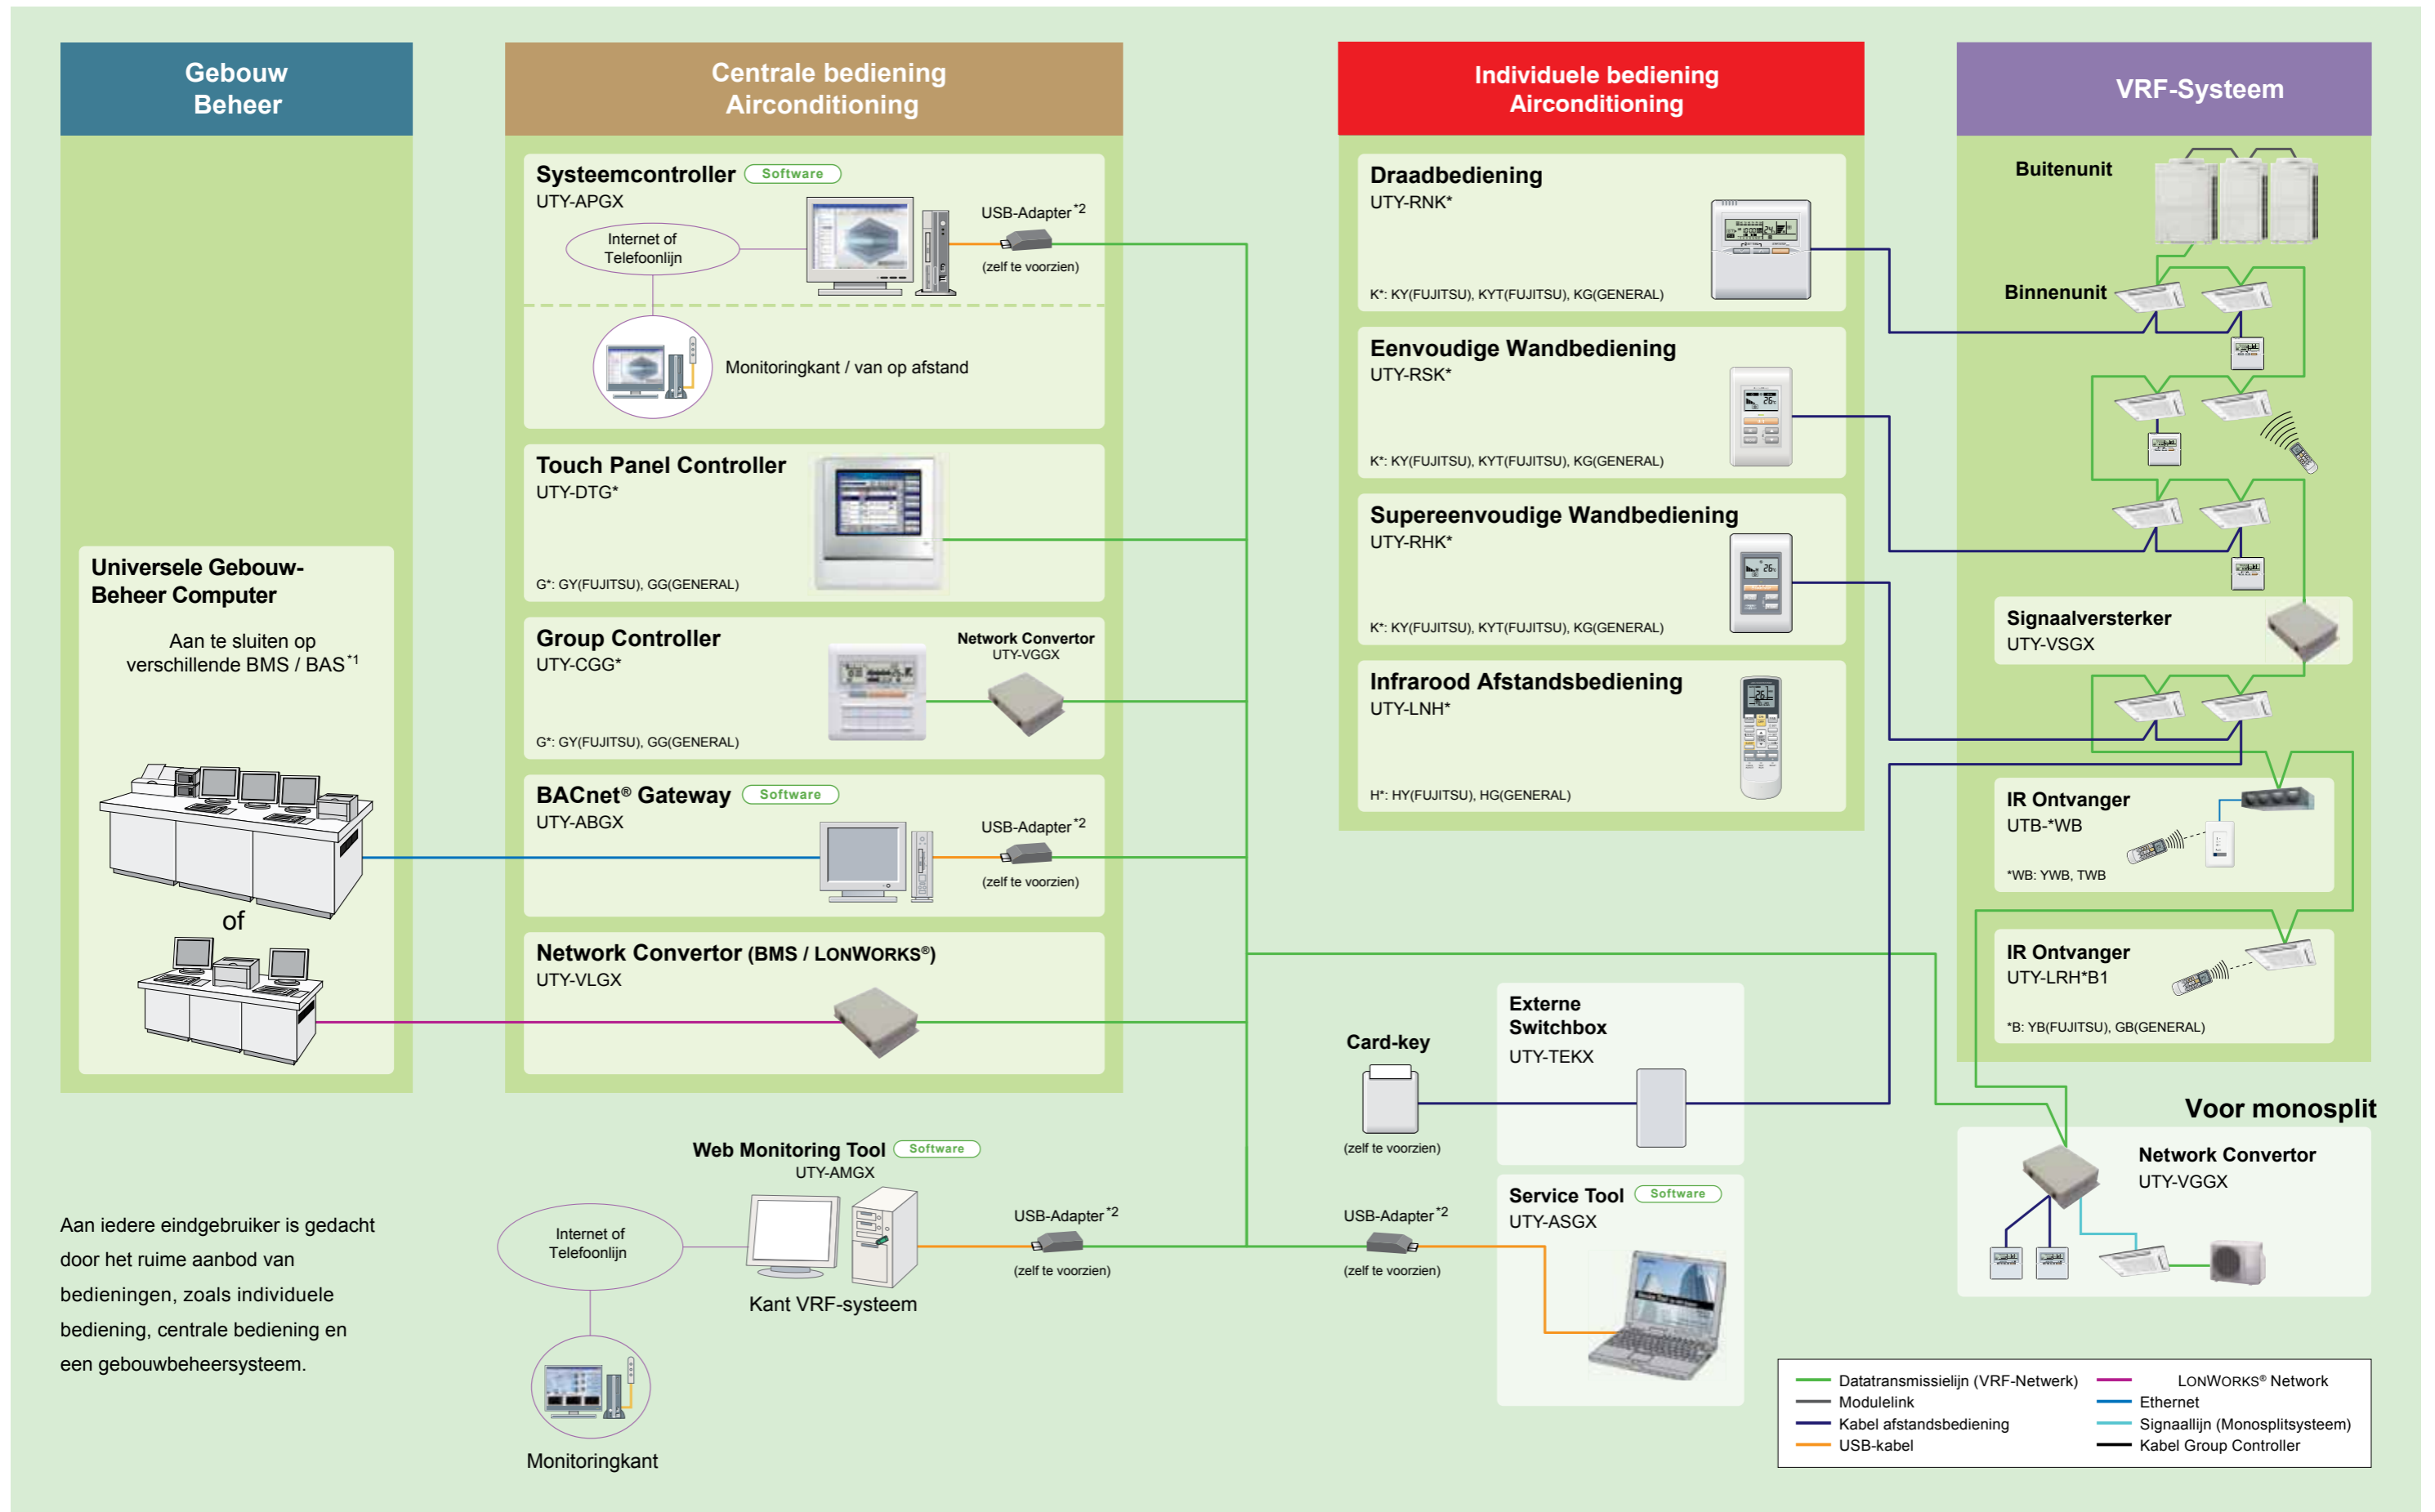 Gebouw
Beheer
Universele Gebouw-
Beheer Computer
Aan te sluiten op
verschillende BMS / BAS*1
of
Aan iedere eindgebruiker is gedacht
door het ruime aanbod van
bedieningen, zoals individuele
bediening, centrale bediening en
een gebouwbeheersysteem.
Centrale bediening
Airconditioning
Systeemcontroller Software
UTY-APGX
Internet of
Telefoonlijn
USB-Adapter*2
(zelf te voorzien)
Monitoringkant / van op afstand
Touch Panel Controller
UTY-DTG*
G*: GY(FUJITSU), GG(GENERAL)
Group Controller
UTY-CGG*
Network Convertor
UTY-VGGX
G*: GY(FUJITSU), GG(GENERAL)
BACnet® Gateway Software
UTY-ABGX
USB-Adapter*2
(zelf te voorzien)
Network Convertor (BMS / LONWORKS®)
UTY-VLGX
Web Monitoring Tool Software
UTY-AMGX
Internet of
Telefoonlijn
Kant VRF-systeem
USB-Adapter*2
(zelf te voorzien)
Monitoringkant
Individuele bediening
Airconditioning
Draadbediening
UTY-RNK*
K*: KY(FUJITSU), KYT(FUJITSU), KG(GENERAL)
Eenvoudige Wandbediening
UTY-RSK*
K*: KY(FUJITSU), KYT(FUJITSU), KG(GENERAL)
Supereenvoudige Wandbediening
UTY-RHK*
K*: KY(FUJITSU), KYT(FUJITSU), KG(GENERAL)
Infrarood Afstandsbediening
UTY-LNH*
H*: HY(FUJITSU), HG(GENERAL)
Card-key
(zelf te voorzien)
Externe
Switchbox
UTY-TEKX
USB-Adapter*2
(zelf te voorzien)
Service Tool Software
UTY-ASGX
VRF-Systeem
Buitenunit
Binnenunit
Signaalversterker
UTY-VSGX
IR Ontvanger
UTB-*WB
*WB: YWB, TWB
IR Ontvanger
UTY-LRH*B1
*B: YB(FUJITSU), GB(GENERAL)
Voor monosplit
Network Convertor
UTY-VGGX
Datatransmissielijn (VRF-Netwerk)
Modulelink
Kabel afstandsbediening
USB-kabel
LONWORKS® Network
Ethernet
Signaallijn (Monosplitsysteem)
Kabel Group Controller